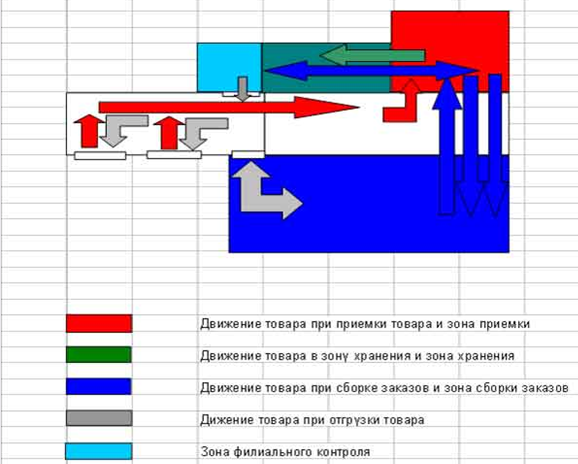 Движение товара при приемки товара и зона приемки
Движение товара в зону хранения и зона хранения
Движение товара при сборке заказов и зона сборки заказов
Дижение товара при отгрузки товара
Зона филиального контроля